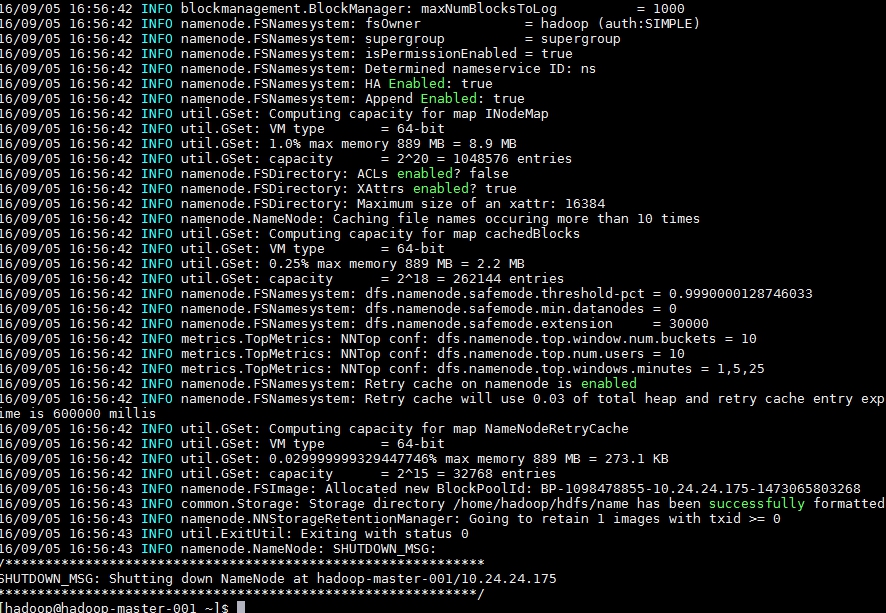 16/09/05 16:56:42 INFO blockmanagement.BlockManager: maxNumBlocksToLog          = 1000
16/09/05 16:56:42 INFO namenode.FSNamesystem: fsOwner             = hadoop (auth:SIMPLE)
16/09/05 16:56:42 INFO namenode.FSNamesystem: supergroup          = supergroup
16/09/05 16:56:42 INFO namenode.FSNamesystem: isPermissionEnabled = true
16/09/05 16:56:42 INFO namenode.FSNamesystem: Determined nameservice ID: ns
16/09/05 16:56:42 INFO namenode.FSNamesystem: HA Enabled: true
16/09/05 16:56:42 INFO namenode.FSNamesystem: Append Enabled: true
16/09/05 16:56:42 INFO util.GSet: Computing capacity for map INodeMap
16/09/05 16:56:42 INFO util.GSet: VM type       = 64-bit
16/09/05 16:56:42 INFO util.GSet: 1.0% max memory 889 MB = 8.9 MB
16/09/05 16:56:42 INFO util.GSet: capacity      = 2^20 = 1048576 entries
16/09/05 16:56:42 INFO namenode.FSDirectory: ACLs enabled? false
16/09/05 16:56:42 INFO namenode.FSDirectory: XAttrs enabled? true
16/09/05 16:56:42 INFO namenode.FSDirectory: Maximum size of an xattr: 16384
16/09/05 16:56:42 INFO namenode.NameNode: Caching file names occuring more than 10 times
16/09/05 16:56:42 INFO util.GSet: Computing capacity for map cachedBlocks
16/09/05 16:56:42 INFO util.GSet: VM type       = 64-bit
16/09/05 16:56:42 INFO util.GSet: 0.25% max memory 889 MB = 2.2 MB
16/09/05 16:56:42 INFO util.GSet: capacity      = 2^18 = 262144 entries
16/09/05 16:56:42 INFO namenode.FSNamesystem: dfs.namenode.safemode.threshold-pct = 0.9990000128746033
16/09/05 16:56:42 INFO namenode.FSNamesystem: dfs.namenode.safemode.min.datanodes = 0
16/09/05 16:56:42 INFO namenode.FSNamesystem: dfs.namenode.safemode.extension     = 30000
16/09/05 16:56:42 INFO metrics.TopMetrics: NNTop conf: dfs.namenode.top.window.num.buckets = 10
16/09/05 16:56:42 INFO metrics.TopMetrics: NNTop conf: dfs.namenode.top.num.users = 10
16/09/05 16:56:42 INFO metrics.TopMetrics: NNTop conf: dfs.namenode.top.windows.minutes = 1,5,25
16/09/05 16:56:42 INFO namenode.FSNamesystem: Retry cache on namenode is enabled
16/09/05 16:56:42 INFO namenode.FSNamesystem: Retry cache will use 0.03 of total heap and retry cache entry exp
ime is 600000 millis
16/09/05 16:56:42 INFO util.GSet: Computing capacity for map NameNodeRetryCache
16/09/05 16:56:42 INFO util.GSet: VM type       = 64-bit
16/09/05 16:56:42 INFO util.GSet: 0.029999999329447746% max memory 889 MB = 273.1 KB
16/09/05 16:56:42 INFO util.GSet: capacity      = 2^15 = 32768 entries
16/09/05 16:56:43 INFO namenode.FSImage: Allocated new BlockPoolId: BP-1098478855-10.24.24.175-1473065803268
16/09/05 16:56:43 INFO common.Storage: Storage directory /home/hadoop/hdfs/name has been successfully formatted
16/09/05 16:56:43 INFO namenode.NNStorageRetentionManager: Going to retain 1 images with txid >= 0
16/09/05 16:56:43 INFO util.ExitUtil: Exiting with status 0
16/09/05 16:56:43 INFO namenode.NameNode: SHUTDOWN_MSG:
/************************************************************
SHUTDOWN_MSG: Shutting down NameNode at hadoop-master-001/10.24.24.175
************************************************************/
[hadoop@hadoop-master-001 ~]$